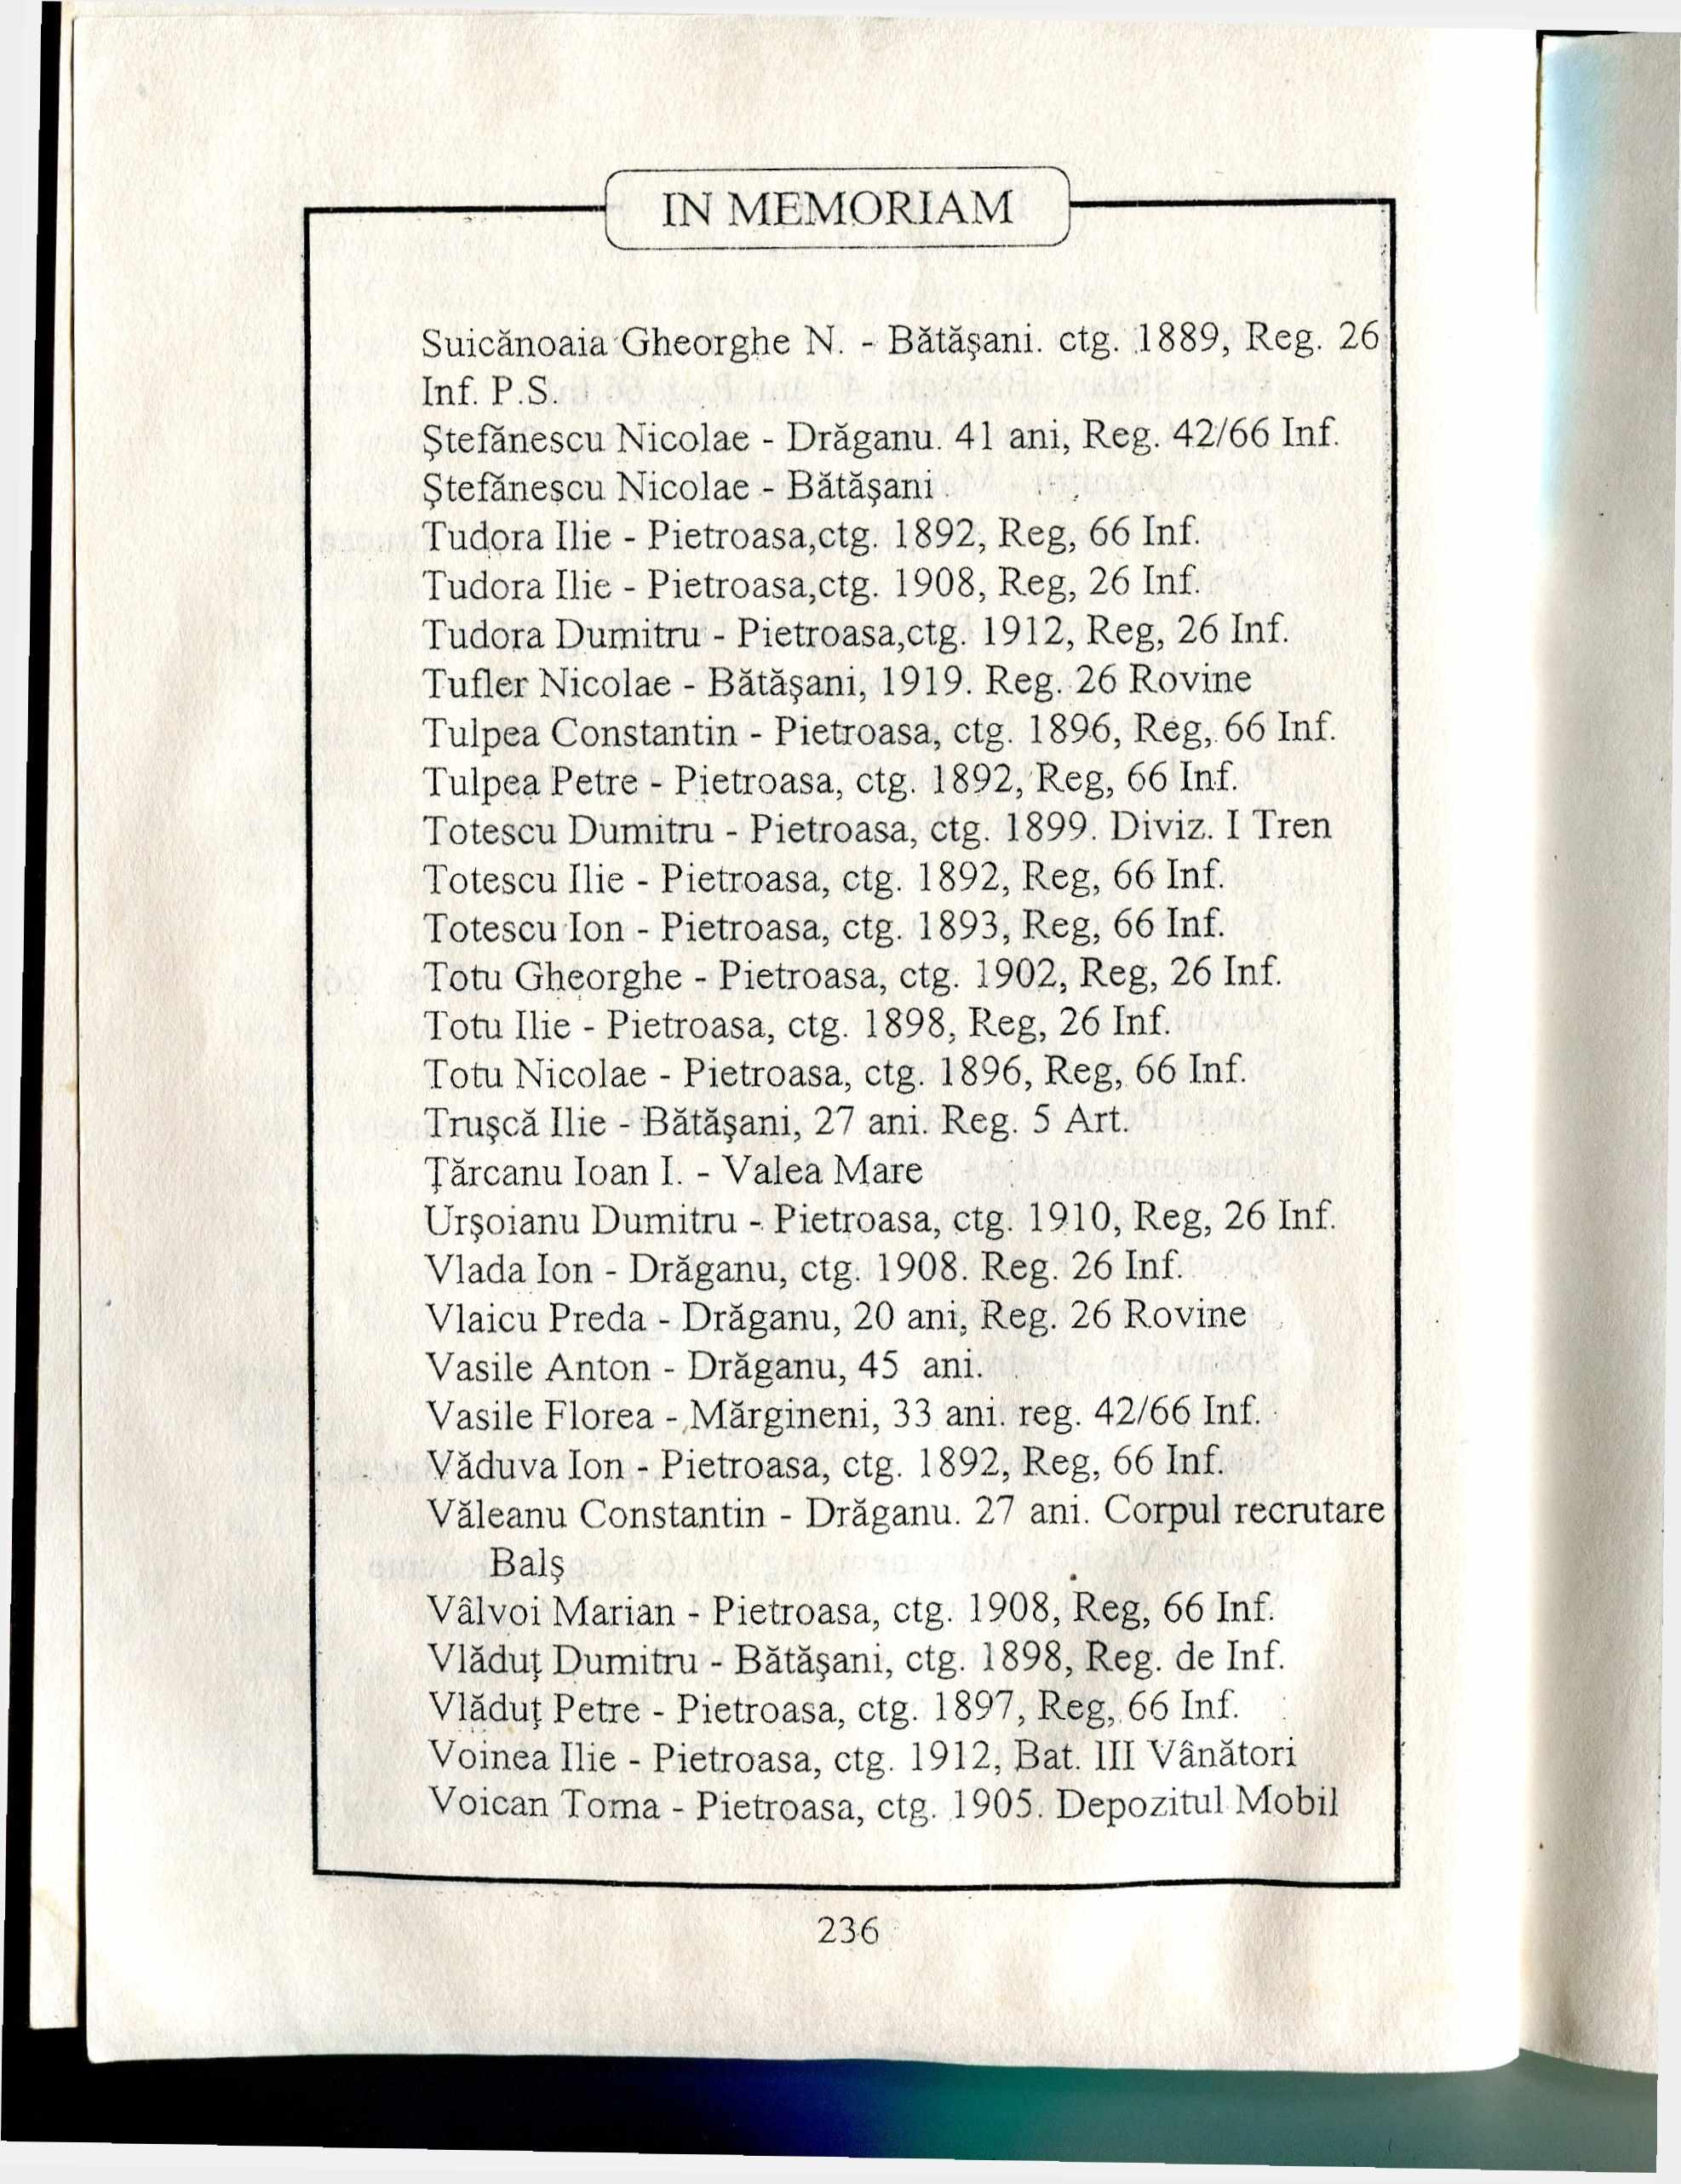 IN MEMORIAM
Suicănoaia Gheorghe N. - Bătăşani. ctg. 1889, Reg. 26
Inf. P.S.
Ştefănescu Nicolae - Drăganu. 41 ani, Reg. 42/66 Inf.
Ştefănescu Nicolae - Bătăşani
Tudora Ilie - Pietroasa,ctg. 1892, Reg, 66 Inf.
Tudora Ilie - Pietroasa,ctg. 1908, Reg, 26 Inf.
Tudora Dumitru - Pietroasa,ctg. 1912, Reg, 26 Inf.
Tufler Nicolae - Bătăşani, 1919. Reg. 26 Rovine
Tulpea Constantin - Pietroasa, ctg. 1896, Reg, 66 Inf.
Tulpea Petre - Pietroasa, ctg. 1892, Reg, 66 Inf.
Totescu Dumitru - Pietroasa, ctg. 1899. Diviz. I Tren
Totescu Ilie - Pietroasa, ctg. 1892, Reg, 66 Inf.
Totescu Ion - Pietroasa, ctg. 1893, Reg, 66 Inf.
Totu Gheorghe - Pietroasa, ctg. 1902, Reg, 26 Inf.
Totu Ilie - Pietroasa, ctg. 1898, Reg, 26 Inf.
Totu Nicolae - Pietroasa, ctg. 1896, Reg, 66 Inf.
Truşcă Ilie - Bătăşani, 27 ani. Reg. 5 Art.
Ţărcanu Ioan I. - Valea Mare
Urşoianu Dumitru - Pietroasa, ctg. 1910, Reg, 26 Inf.
Vlada Ion - Drăganu, ctg. 1908. Reg. 26 Inf.
Vlaicu Preda - Drăganu, 20 ani, Reg. 26 Rovine
Vasile Anton - Drăganu, 45 ani.
Vasile Florea - Mărgineni, 33 ani. reg. 42/66 Inf.
Văduva Ion - Pietroasa, ctg. 1892, Reg, 66 Inf.
Văleanu Constantin - Drăganu. 27 ani. Corpul recrutare
Balş
Vâlvoi Marian - Pietroasa, ctg. 1908, Reg, 66 Inf.
Vlăduţ Dumitru - Bătăşani, ctg. 1898, Reg. de Inf.
Vlăduţ Petre - Pietroasa, ctg. 1897, Reg, 66 Inf.
Voinea Ilie - Pietroasa, ctg. 1912, Bat. III Vânători
Voican Toma - Pietroasa, ctg. 1905. Depozitul Mobil
236